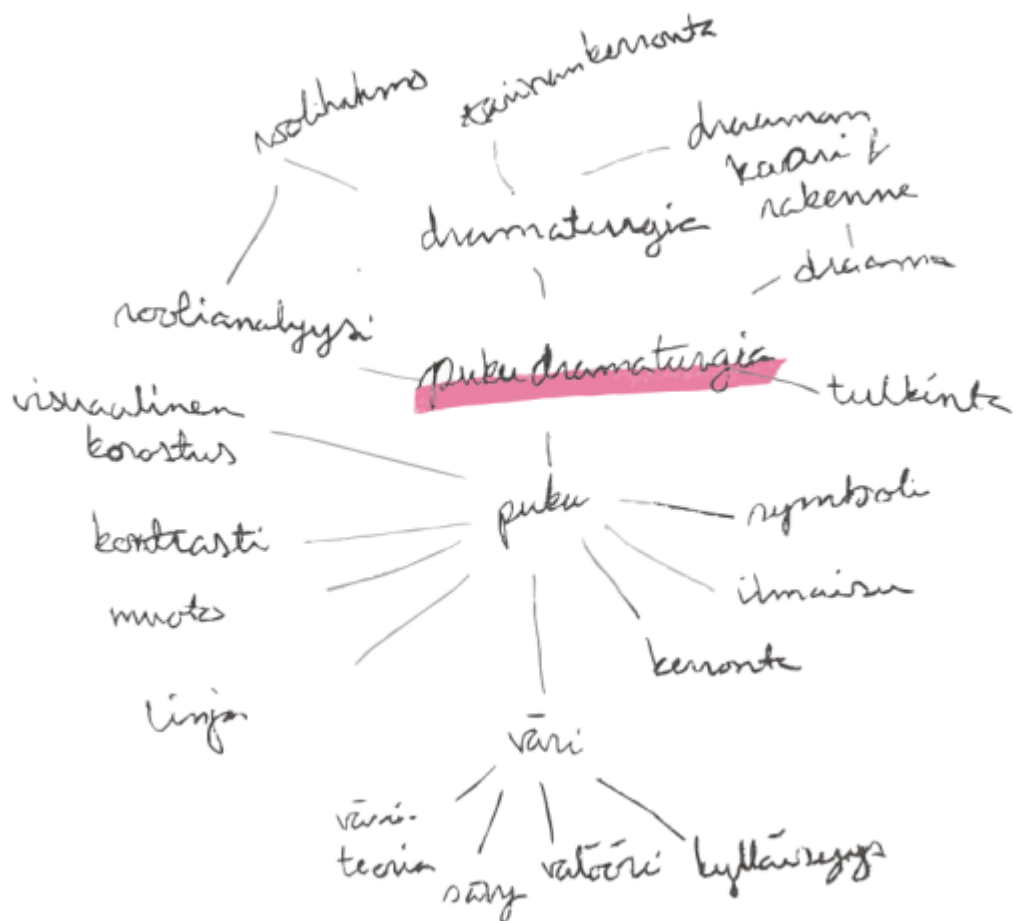 roolihahmo
tarinankerronta
draaman
kaari /
rakenne
dramaturgia
draama
roolianalyysi
pukudramaturgia
tulkinta
visuaalinen
korostus
puku
symboli
kontrasti
ilmaisu
muoto
kerronta
linja
väri
väri-
teoria
sävy
valööri
kylläisyys